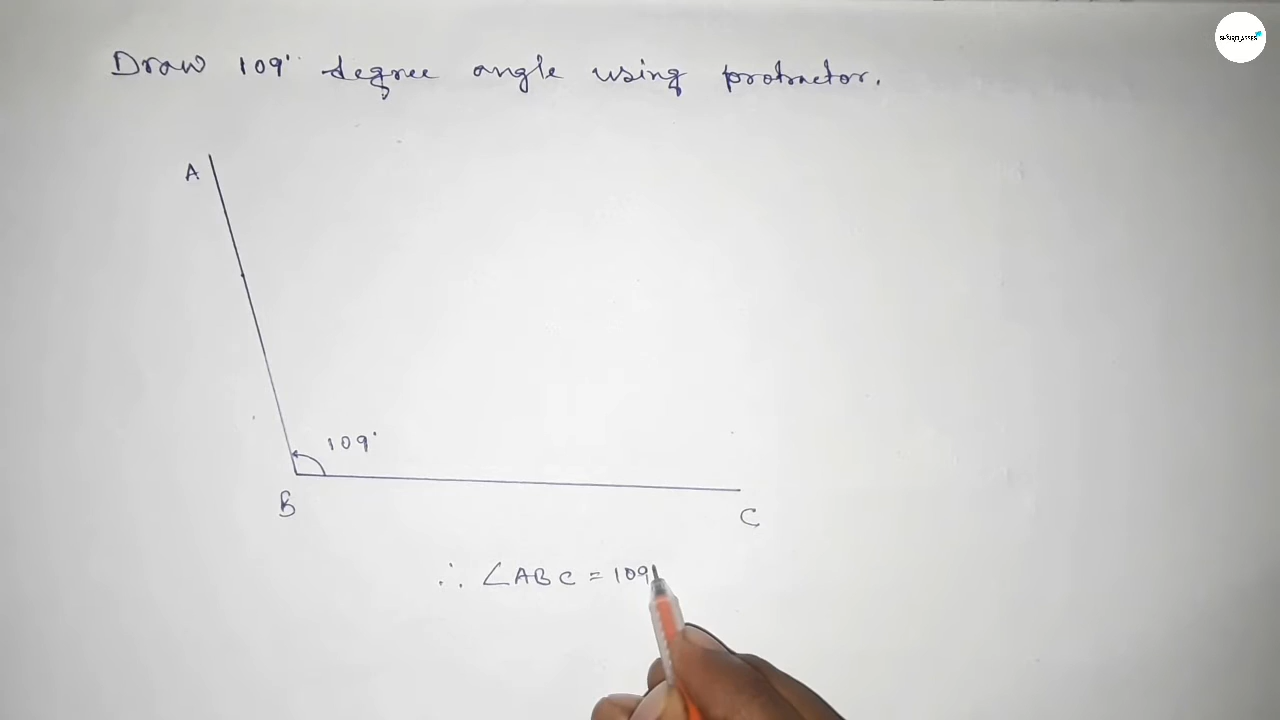 Draw 109° degree angle using protractor.
A
109°
B
C
∴ ∠ABC = 109